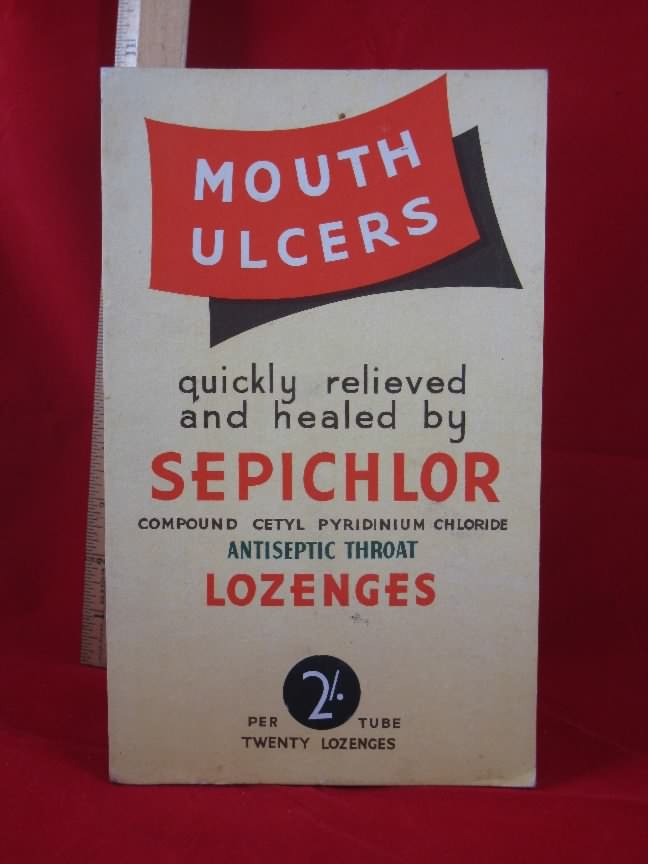 MOUTH
ULCERS
quickly relieved
and healed by
SEPICHLOR
COMPOUND CETYL PYRIDINIUM CHLORIDE
ANTISEPTIC THROAT
LOZENGES
2/.
PER TUBE
TWENTY LOZENGES